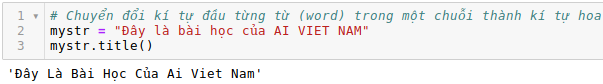 1 # Chuyển đổi kí tự đầu từng từ (word) trong một chuỗi thành kí tự hoa
2 mystr = "Đây là bài học của AI VIET NAM"
3 mystr.title()
'Đây Là Bài Học Của Ai Viet Nam'